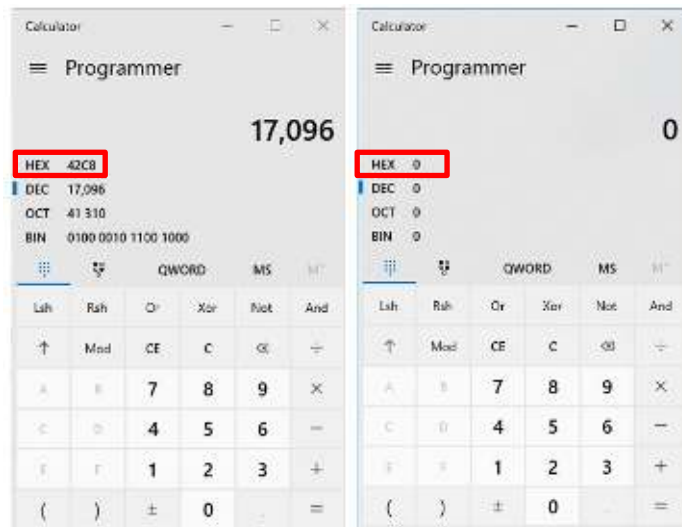 Calculator
Programmer
17,096
HEX 42C8
DEC 17,096
OCT 41 310
BIN 0100 0010 1100 1000
QWORD MS
Lsh Rsh Or Xor Not And
↑ Mod CE C ÷
A B 7 8 9 ×
C D 4 5 6 −
E F 1 2 3 +
( ) ± 0 . =
Calculator
Programmer
0
HEX 0
DEC 0
OCT 0
BIN 0
QWORD MS
Lsh Rsh Or Xor Not And
↑ Mod CE C ÷
A B 7 8 9 ×
C D 4 5 6 −
E F 1 2 3 +
( ) ± 0 . =